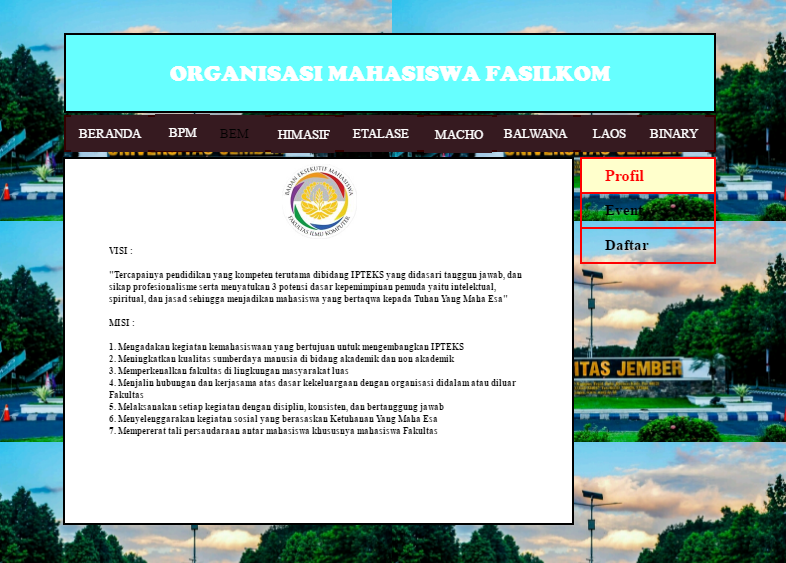 ORGANISASI MAHASISWA FASILKOM
BERANDA BPM BEM HIMASIF ETALASE MACHO BALWANA LAOS BINARY
UNIVERSITAS JEMBER
BADAN EKSEKUTIF MAHASISWA
FAKULTAS ILMU KOMPUTER
Profil
Event
Daftar
VISI :
"Tercapainya pendidikan yang kompeten terutama dibidang IPTEKS yang didasari tanggun jawab, dan
sikap profesionalisme serta menyatukan 3 potensi dasar kepemimpinan pemuda yaitu intelektual,
spiritual, dan jasad sehingga menjadikan mahasiswa yang bertaqwa kepada Tuhan Yang Maha Esa"
MISI :
1. Mengadakan kegiatan kemahasiswaan yang bertujuan untuk mengembangkan IPTEKS
2. Meningkatkan kualitas sumberdaya manusia di bidang akademik dan non akademik
3. Memperkenalkan fakultas di lingkungan masyarakat luas
4. Menjalin hubungan dan kerjasama atas dasar kekeluargaan dengan organisasi didalam atau diluar
Fakultas
5. Melaksanakan setiap kegiatan dengan disiplin, konsisten, dan bertanggung jawab
6. Menyelenggarakan kegiatan sosial yang berasaskan Ketuhanan Yang Maha Esa
7. Mempererat tali persaudaraan antar mahasiswa khususnya mahasiswa Fakultas
ITAS JEMBER